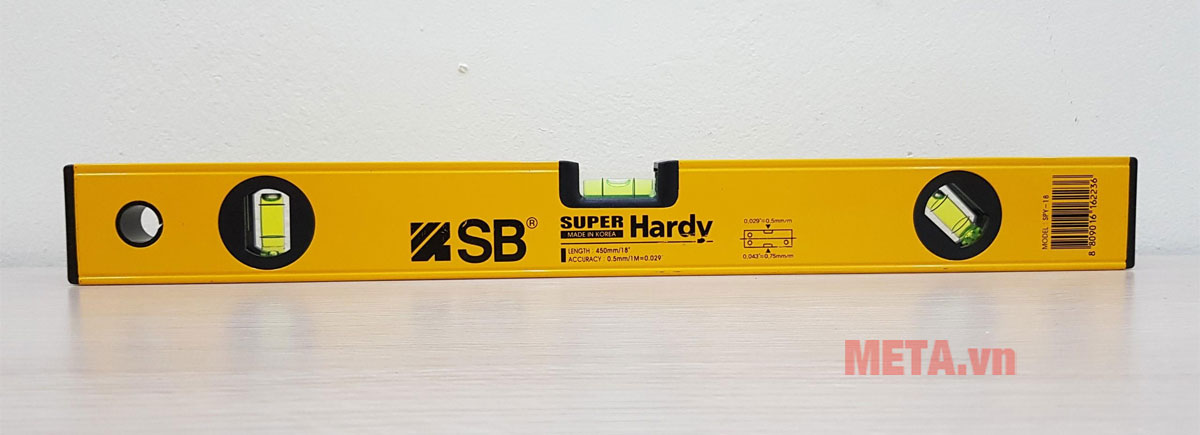 SB®
SUPER Hardy
MADE IN KOREA
LENGTH : 450mm/18"
ACCURACY : 0.5mm/1M=0.029
0.029"=0.5mm/m
0.043"=0.75mm/m
MODEL SPY-18
8 809016 162236
META.vn